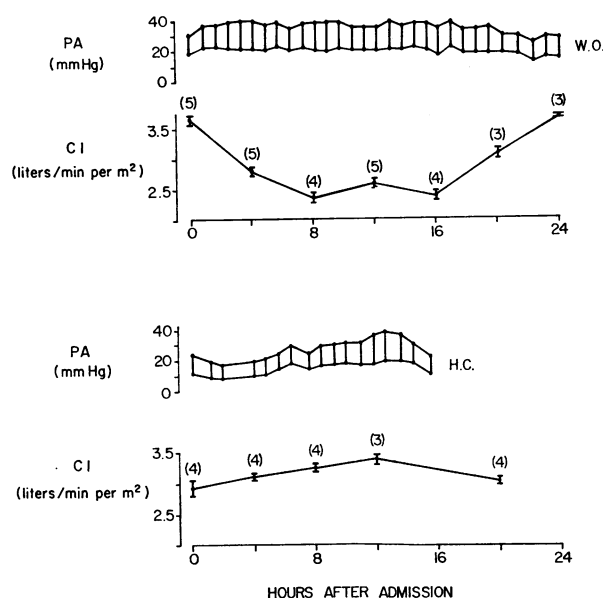 40
PA
20
W.O.
(mmHg)
0
(5) (5) (4) (5) (4) (3) (3)
CI
3.5
(liters/min per m²)
2.5
0 8 16 24
40
PA
20
H.C.
(mmHg)
0
(4) (4) (4) (3) (4)
CI
3.5
(liters/min per m²)
2.5
0 8 16 24
HOURS AFTER ADMISSION